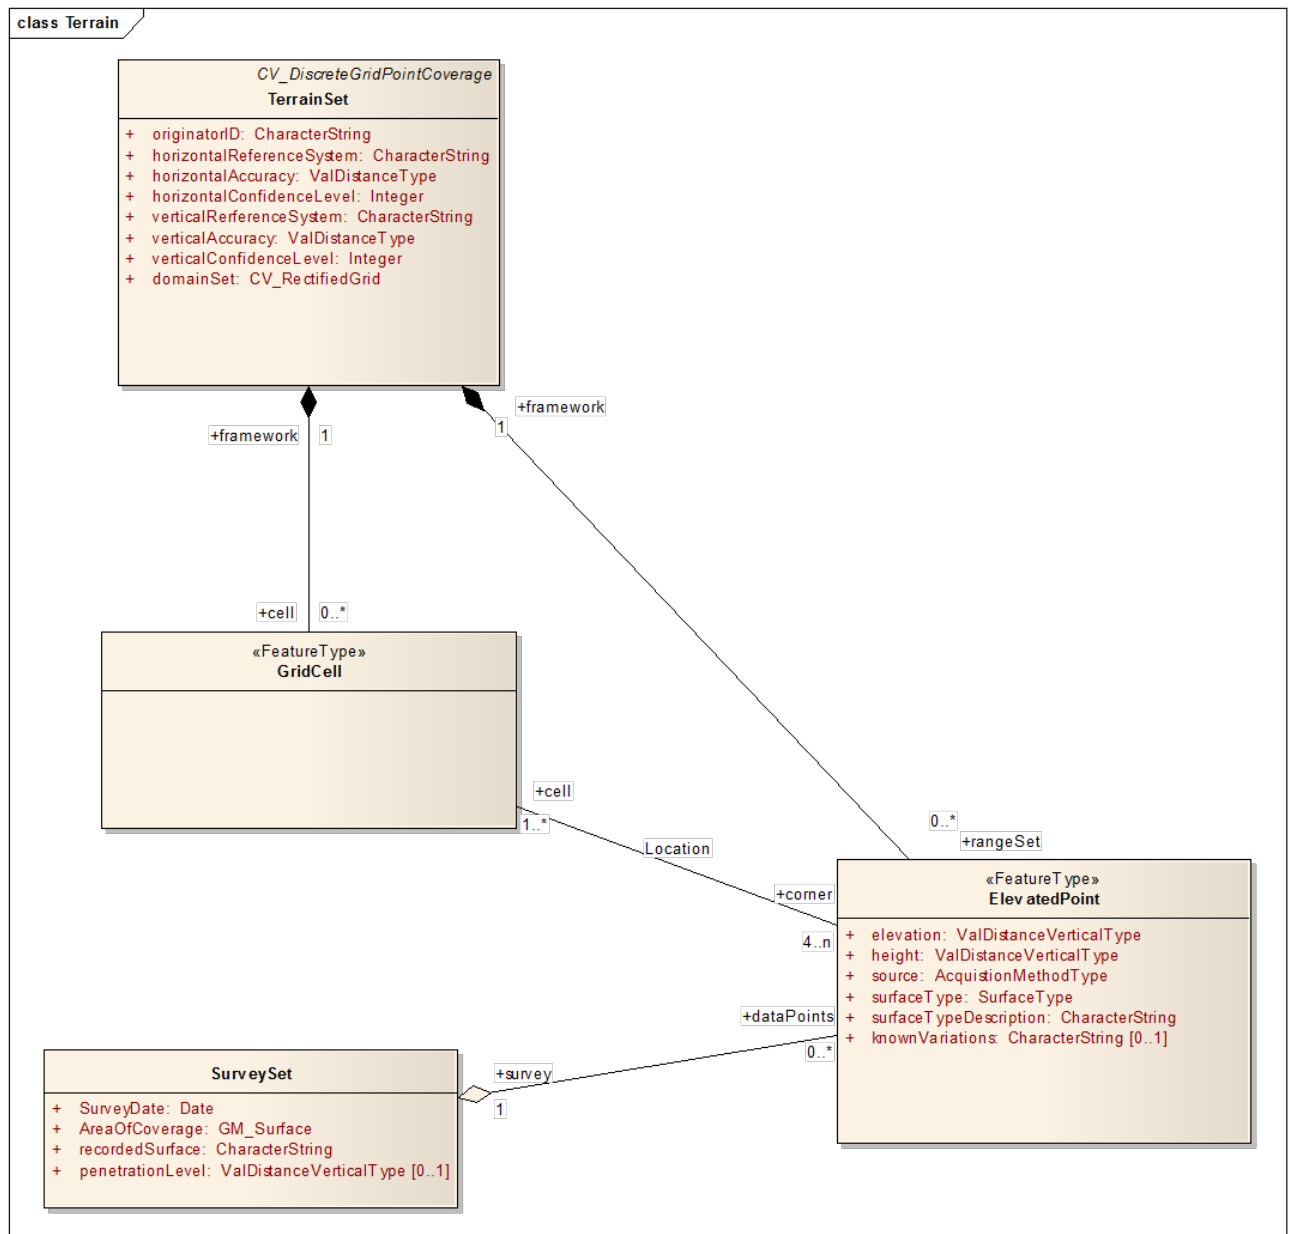 class Terrain
CV_DiscreteGridPointCoverage
TerrainSet
+ originatorID: CharacterString
+ horizontalReferenceSystem: CharacterString
+ horizontalAccuracy: ValDistanceType
+ horizontalConfidenceLevel: Integer
+ verticalRerferenceSystem: CharacterString
+ verticalAccuracy: ValDistanceType
+ verticalConfidenceLevel: Integer
+ domainSet: CV_RectifiedGrid
+framework
1
+framework
1
+cell
0..*
«FeatureType»
GridCell
+cell
1..*
Location
+corner
4..n
0..*
+rangeSet
«FeatureType»
ElevatedPoint
+ elevation: ValDistanceVerticalType
+ height: ValDistanceVerticalType
+ source: AcquistionMethodType
+ surfaceType: SurfaceType
+ surfaceTypeDescription: CharacterString
+ knownVariations: CharacterString [0..1]
+dataPoints
0..*
+survey
1
SurveySet
+ SurveyDate: Date
+ AreaOfCoverage: GM_Surface
+ recordedSurface: CharacterString
+ penetrationLevel: ValDistanceVerticalType [0..1]